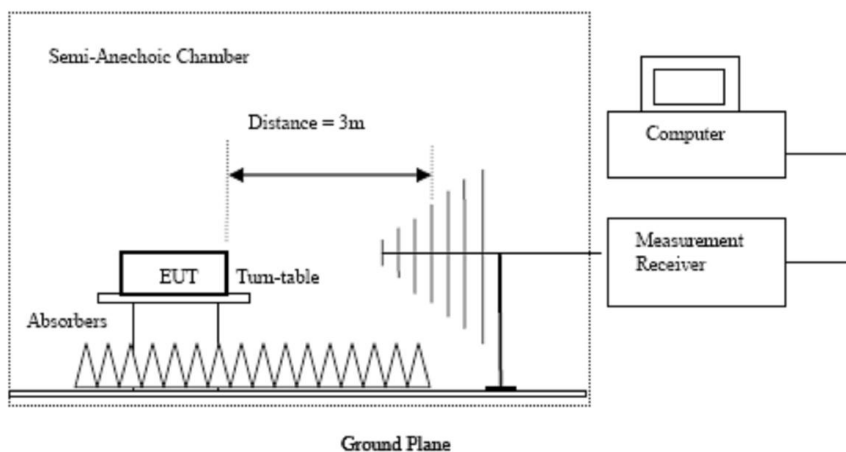 Semi-Anechoic Chamber
Distance = 3m
Computer
Measurement
Receiver
EUT
Turn-table
Absorbers
Ground Plane